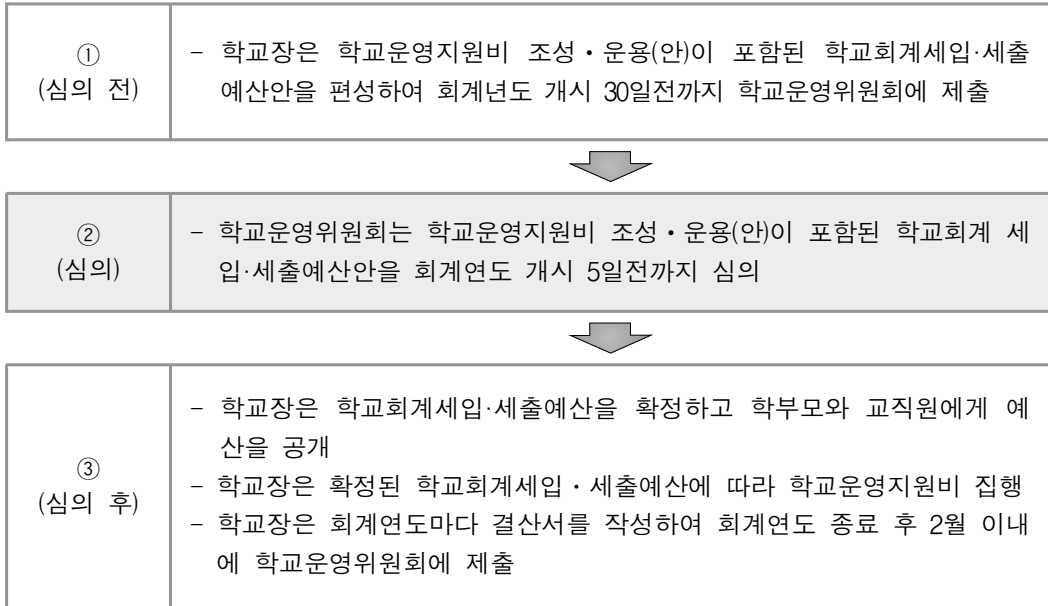 ①
(심의 전)
- 학교장은 학교운영지원비 조성・운용(안)이 포함된 학교회계세입·세출
예산안을 편성하여 회계년도 개시 30일전까지 학교운영위원회에 제출
②
(심의)
- 학교운영위원회는 학교운영지원비 조성・운용(안)이 포함된 학교회계 세
입·세출예산안을 회계연도 개시 5일전까지 심의
③
(심의 후)
- 학교장은 학교회계세입·세출예산을 확정하고 학부모와 교직원에게 예
산을 공개
- 학교장은 확정된 학교회계세입・세출예산에 따라 학교운영지원비 집행
- 학교장은 회계연도마다 결산서를 작성하여 회계연도 종료 후 2월 이내
에 학교운영위원회에 제출